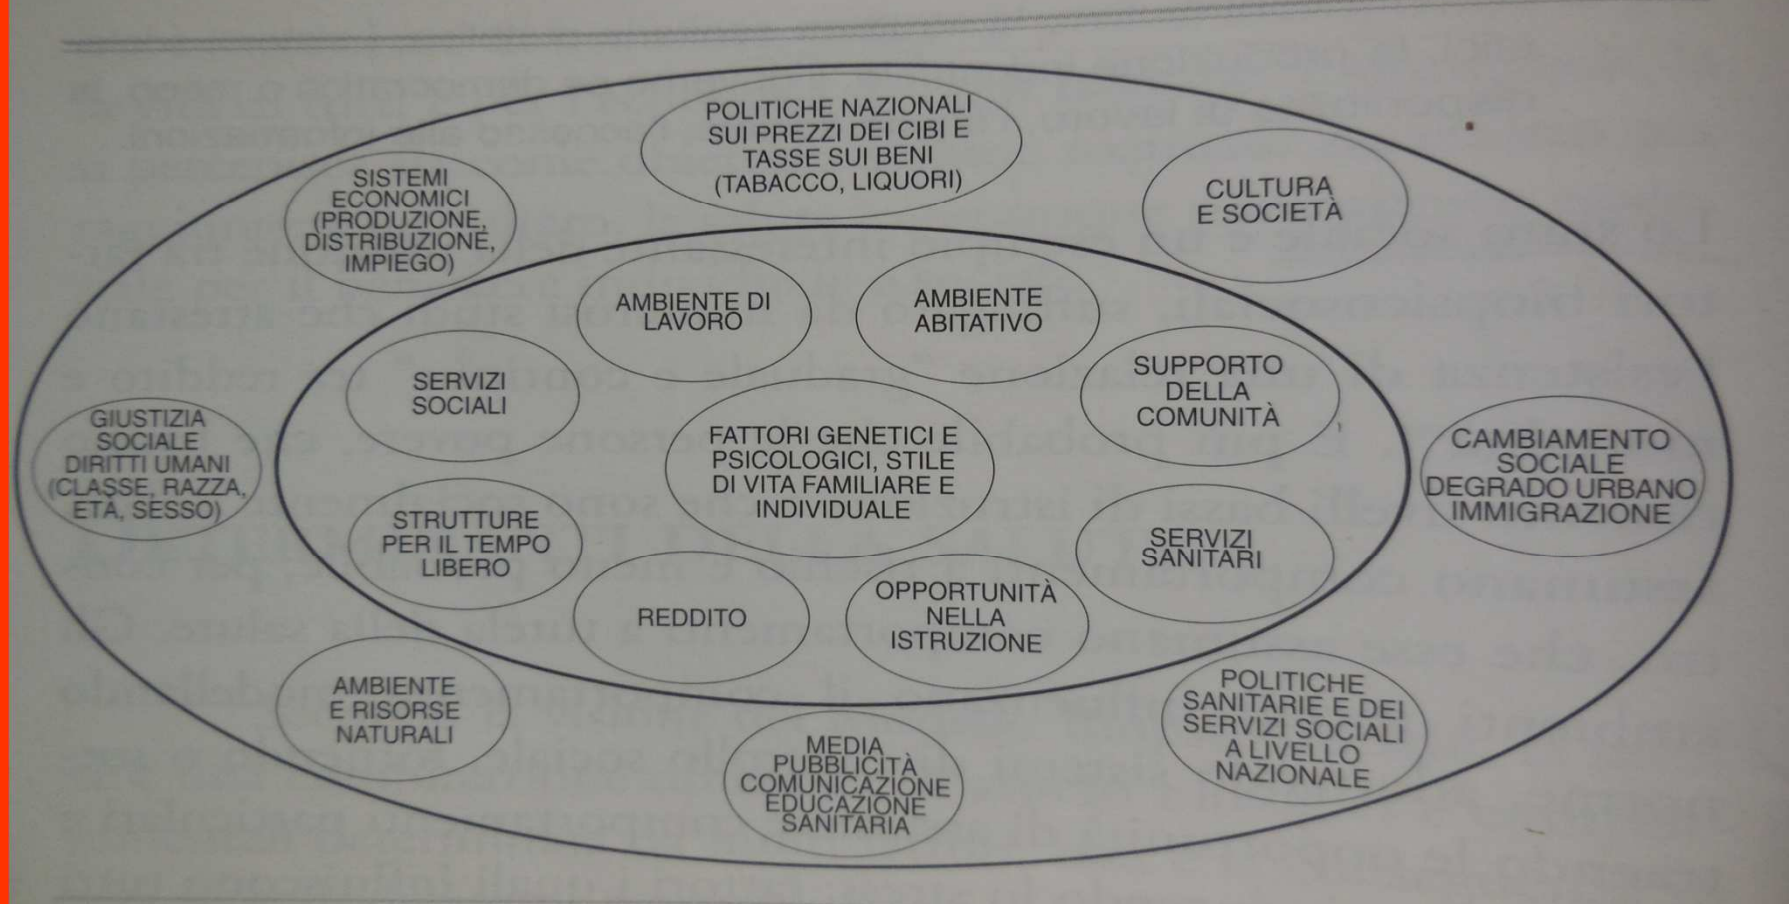 POLITICHE NAZIONALI
SUI PREZZI DEI CIBI E
TASSE SUI BENI
(TABACCO, LIQUORI)
SISTEMI
ECONOMICI
(PRODUZIONE,
DISTRIBUZIONE,
IMPIEGO)
CULTURA
E SOCIETÀ
AMBIENTE DI
LAVORO
AMBIENTE
ABITATIVO
SERVIZI
SOCIALI
SUPPORTO
DELLA
COMUNITÀ
GIUSTIZIA
SOCIALE
DIRITTI UMANI
(CLASSE, RAZZA,
ETÀ, SESSO)
FATTORI GENETICI E
PSICOLOGICI, STILE
DI VITA FAMILIARE E
INDIVIDUALE
CAMBIAMENTO
SOCIALE
DEGRADO URBANO
IMMIGRAZIONE
STRUTTURE
PER IL TEMPO
LIBERO
SERVIZI
SANITARI
REDDITO
OPPORTUNITÀ
NELLA
ISTRUZIONE
AMBIENTE
E RISORSE
NATURALI
MEDIA
PUBBLICITÀ
COMUNICAZIONE
EDUCAZIONE
SANITARIA
POLITICHE
SANITARIE E DEI
SERVIZI SOCIALI
A LIVELLO
NAZIONALE